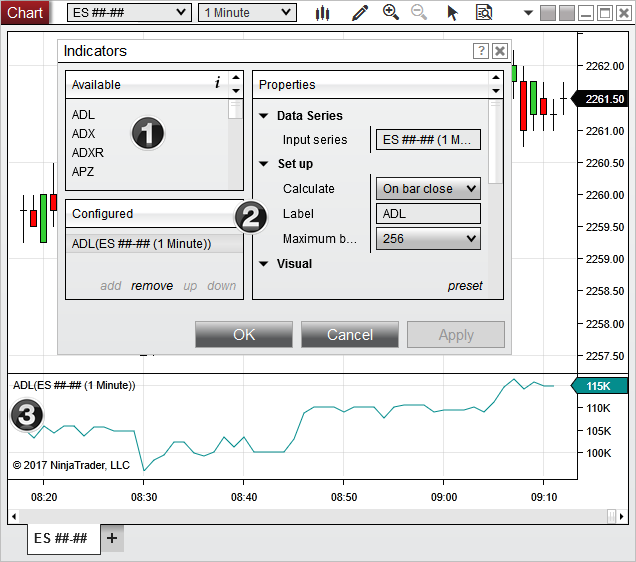 Chart ES ##-## 1 Minute
Indicators ?
Available i
ADL
ADX
ADXR
APZ
1
Configured
ADL(ES ##-## (1 Minute))
add remove up down
2
Properties
Data Series
Input series ES ##-## (1 M...
Set up
Calculate On bar close
Label ADL
Maximum b... 256
Visual
preset
OK Cancel Apply
2262.00
2261.50
2261.00
2260.50
2260.00
2259.50
2259.00
2258.50
2258.00
2257.50
ADL(ES ##-## (1 Minute))
3
115K
110K
105K
100K
© 2017 NinjaTrader, LLC
08:20 08:30 08:40 08:50 09:00 09:10
ES ##-## +